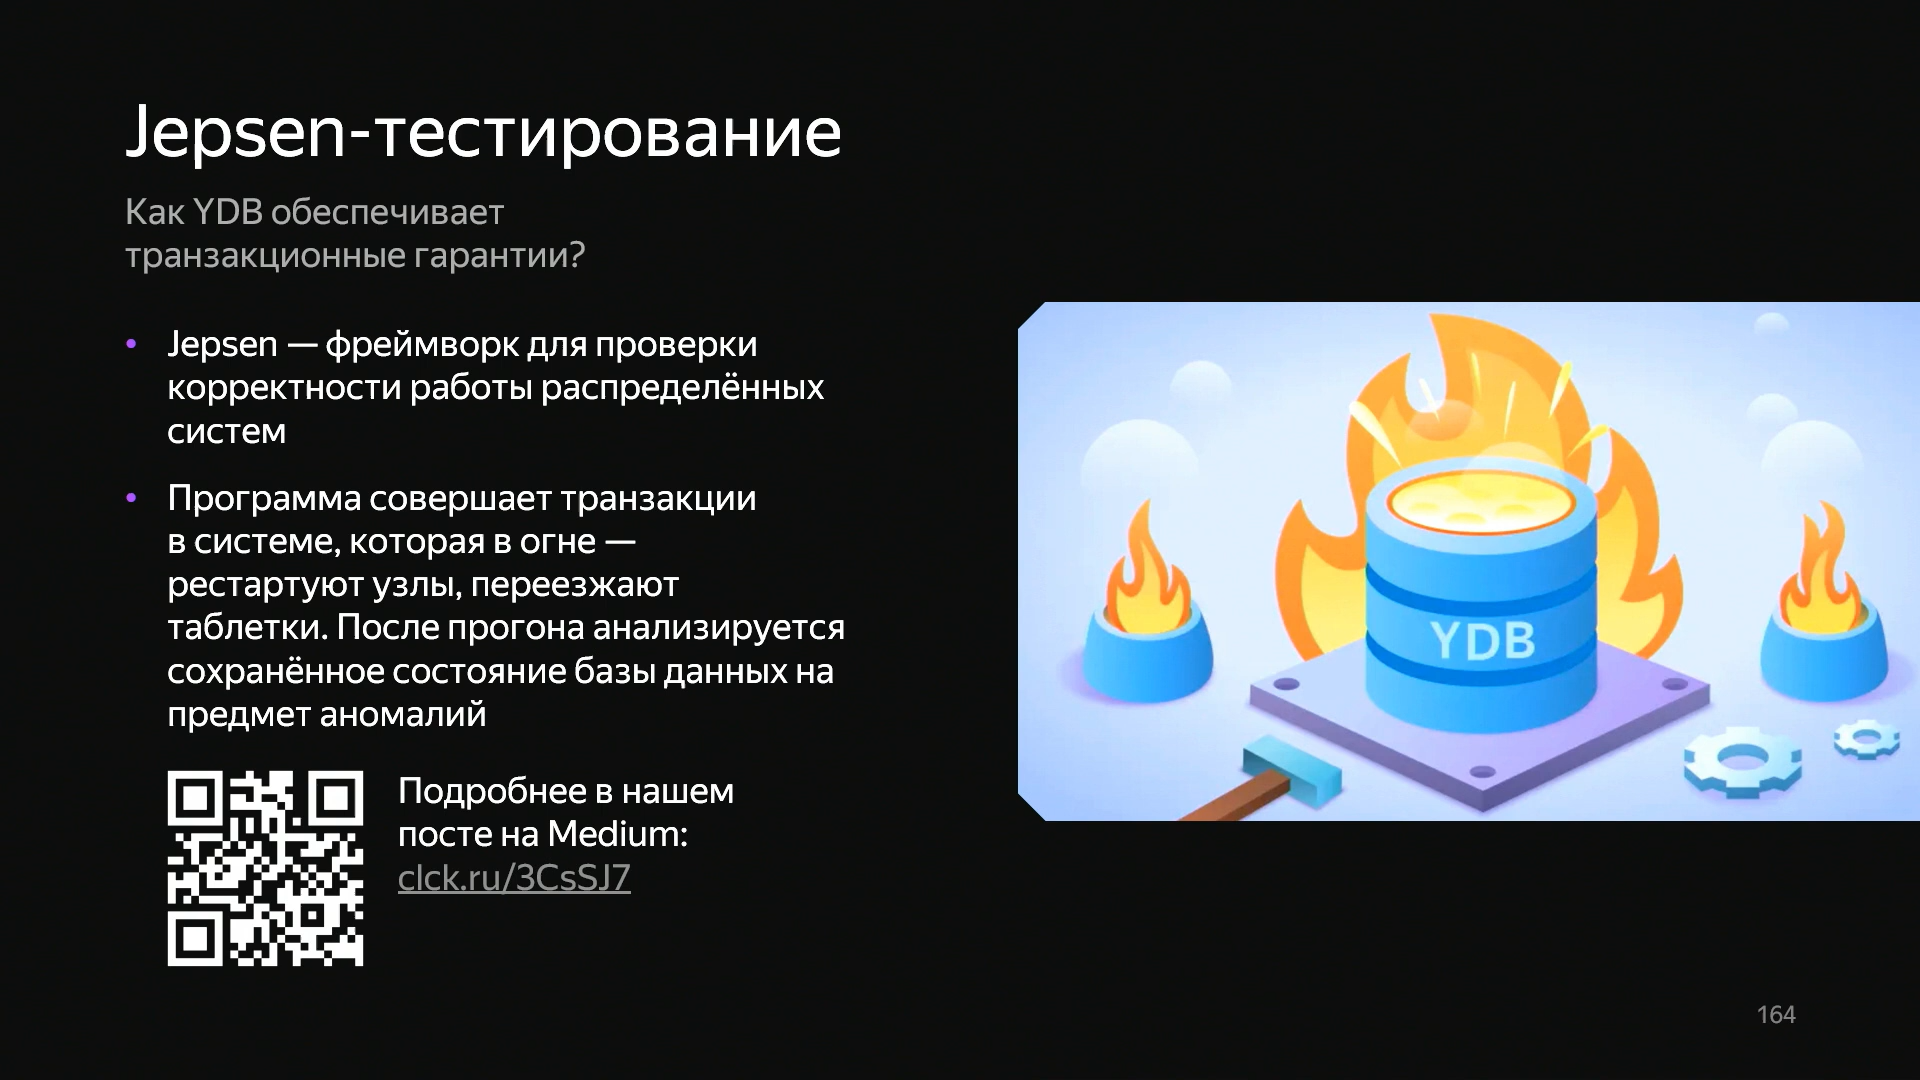 Jepsen-тестирование
Как YDB обеспечивает
транзакционные гарантии?
• Jepsen — фреймворк для проверки
корректности работы распределённых
систем
• Программа совершает транзакции
в системе, которая в огне —
рестартуют узлы, переезжают
таблетки. После прогона анализируется
сохранённое состояние базы данных на
предмет аномалий
Подробнее в нашем
посте на Medium:
clck.ru/3CsSJ7
YDB
164